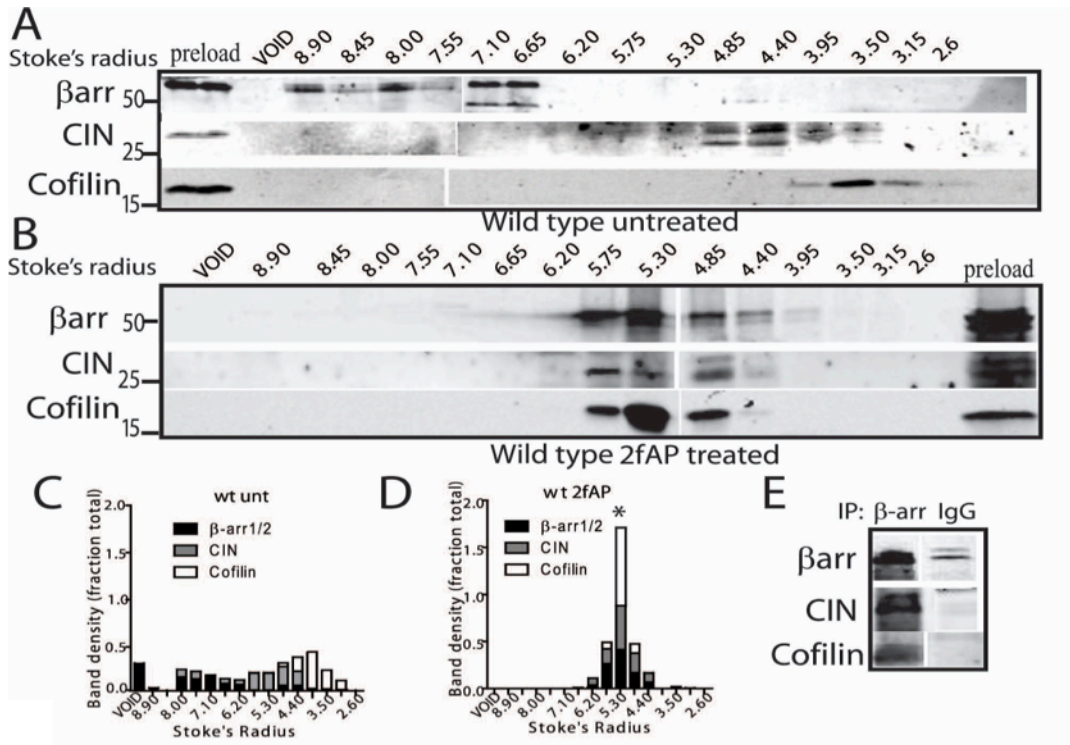 A
Stoke's radius preload VOID 8.90 8.45 8.00 7.55 7.10 6.65 6.20 5.75 5.30 4.85 4.40 3.95 3.50 3.15 2.6
βarr 50
CIN
25
Cofilin
15
Wild type untreated
B
Stoke's radius VOID 8.90 8.45 8.00 7.55 7.10 6.65 6.20 5.75 5.30 4.85 4.40 3.95 3.50 3.15 2.6 preload
βarr 50
CIN
25
Cofilin
15
Wild type 2fAP treated
C
wt unt
Band density (fraction total)
2.0
1.5
1.0
0.5
0.0
β-arr1/2
CIN
Cofilin
VOID 8.90 8.00 7.10 6.20 5.30 4.40 3.50 2.60
Stoke's Radius
D
wt 2fAP
Band density (fraction total)
2.0
1.5
1.0
0.5
0.0
β-arr1/2
CIN
Cofilin
*
VOID 8.90 8.00 7.10 6.20 5.30 4.40 3.50 2.60
Stoke's Radius
E
IP: β-arr IgG
βarr
CIN
Cofilin